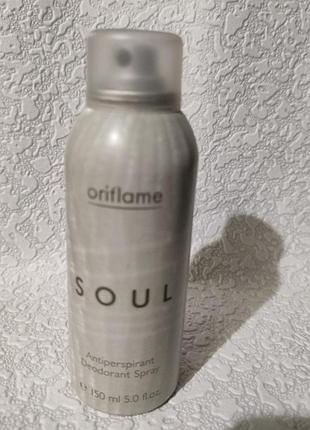 oriflame
SOUL
Antiperspirant
Deodorant Spray
e 150 ml 5.0 fl.oz.